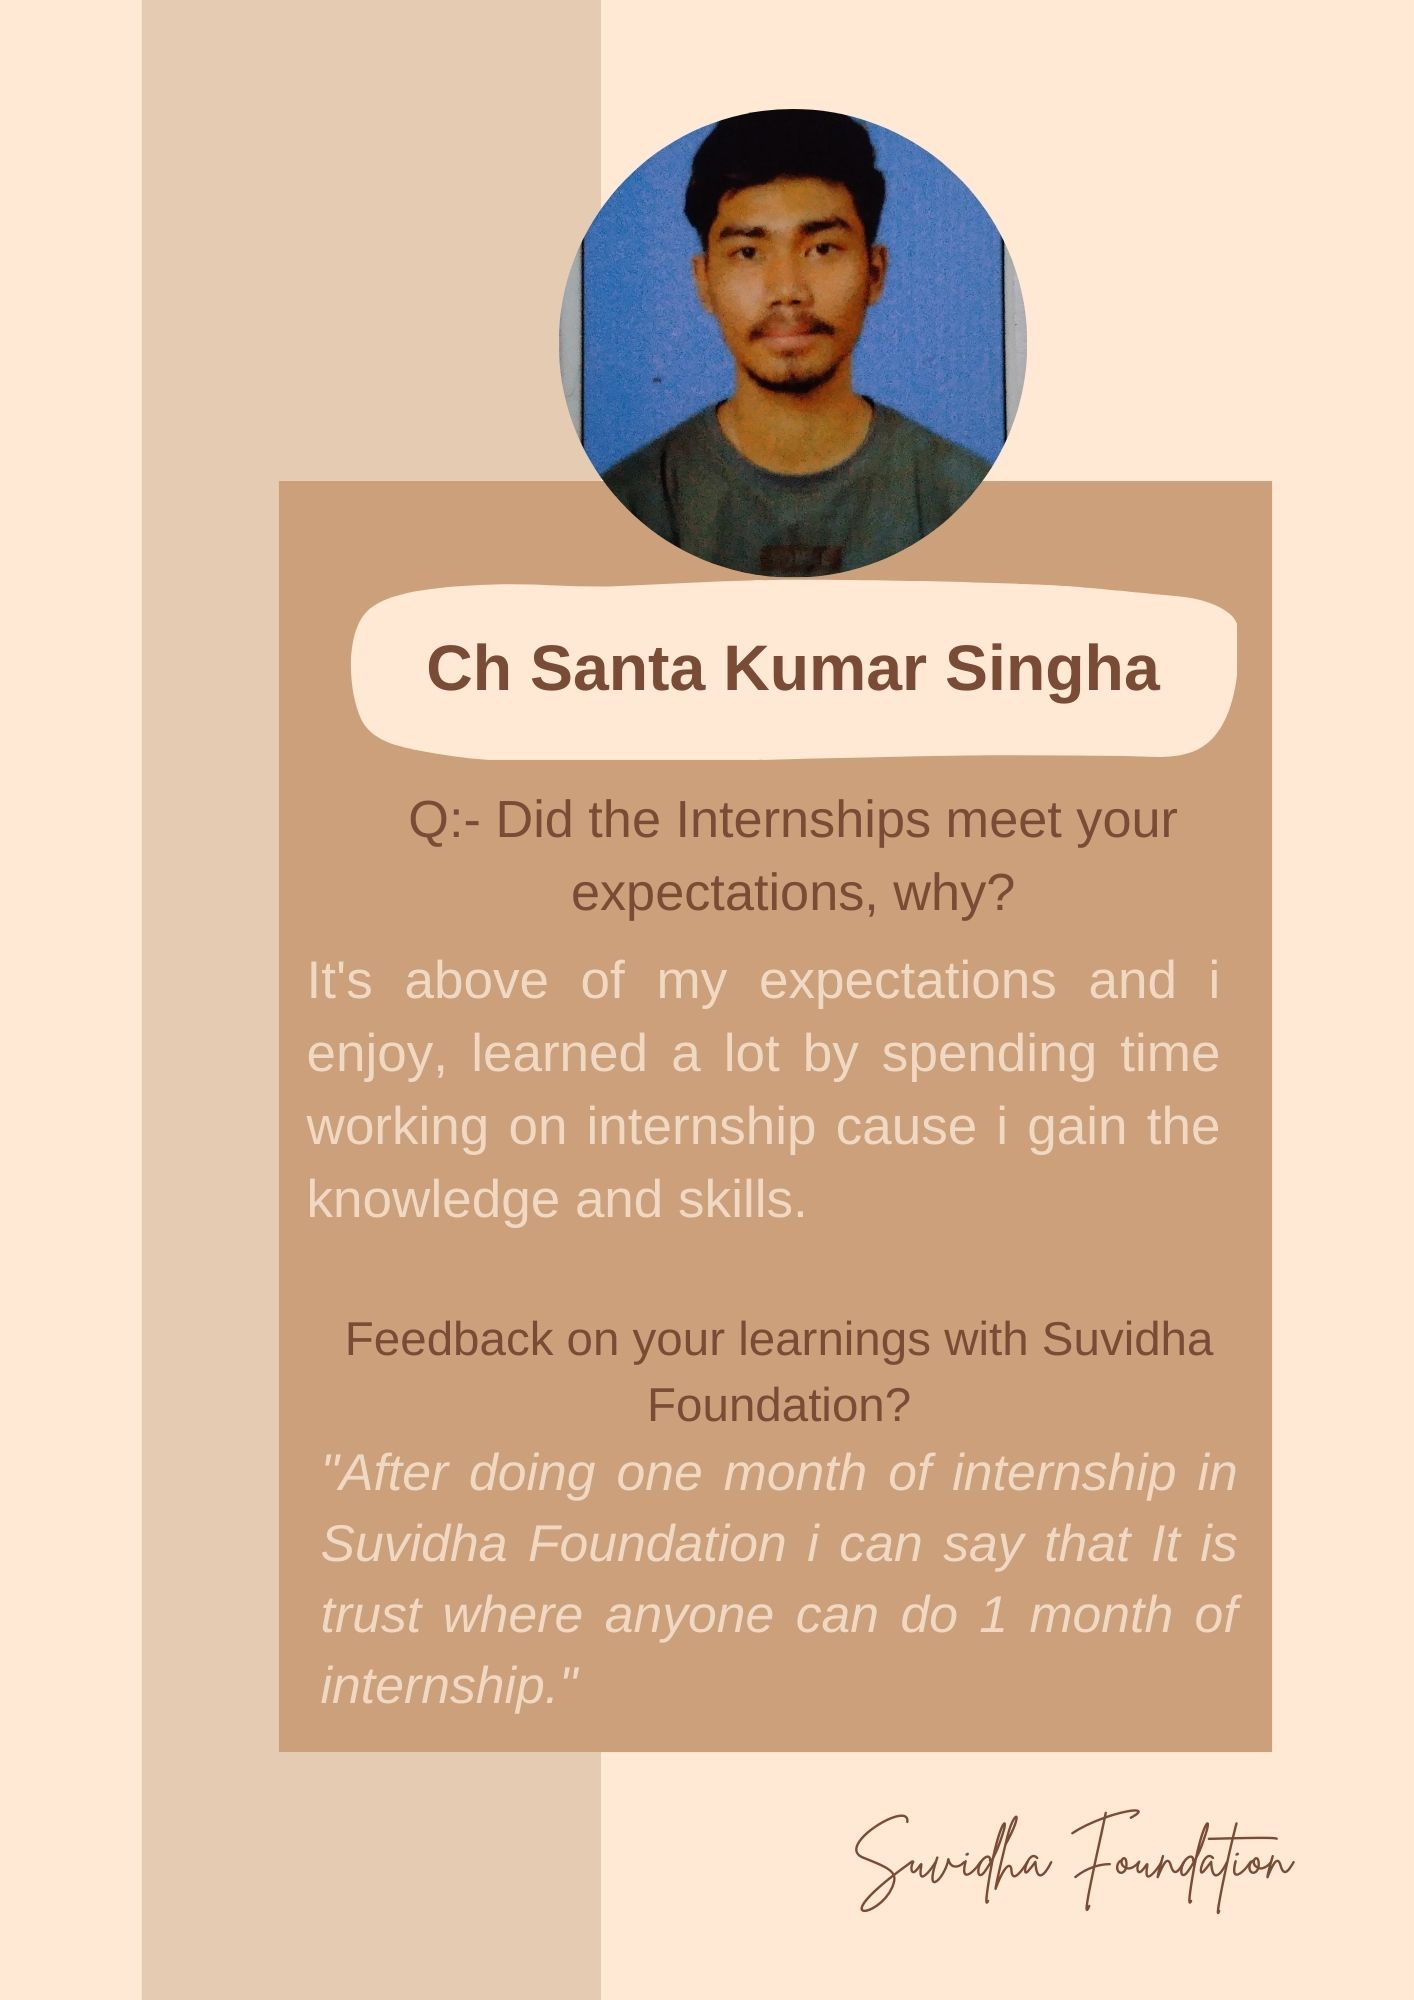 Ch Santa Kumar Singha
Q:- Did the Internships meet your
expectations, why?
It's above of my expectations and i
enjoy, learned a lot by spending time
working on internship cause i gain the
knowledge and skills.
Feedback on your learnings with Suvidha
Foundation?
"After doing one month of internship in
Suvidha Foundation i can say that It is
trust where anyone can do 1 month of
internship."
Suvidha Foundation